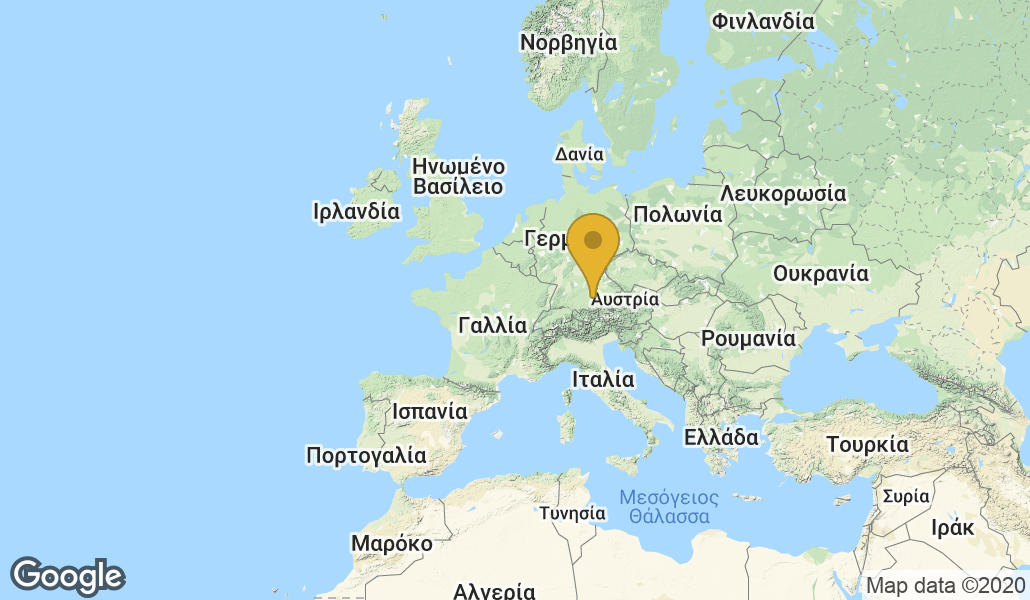 Φινλανδία
Νορβηγία
Δανία
Ηνωμένο
Βασίλειο
Λευκορωσία
Ιρλανδία
Πολωνία
Γερμ
Ουκρανία
Αυστρία
Γαλλία
Ρουμανία
Ιταλία
Ισπανία
Ελλάδα
Τουρκία
Πορτογαλία
Μεσόγειος
Θάλασσα
Συρία
Τυνησία
Ιράκ
Μαρόκο
Google
Map data ©2020
Αλγερία